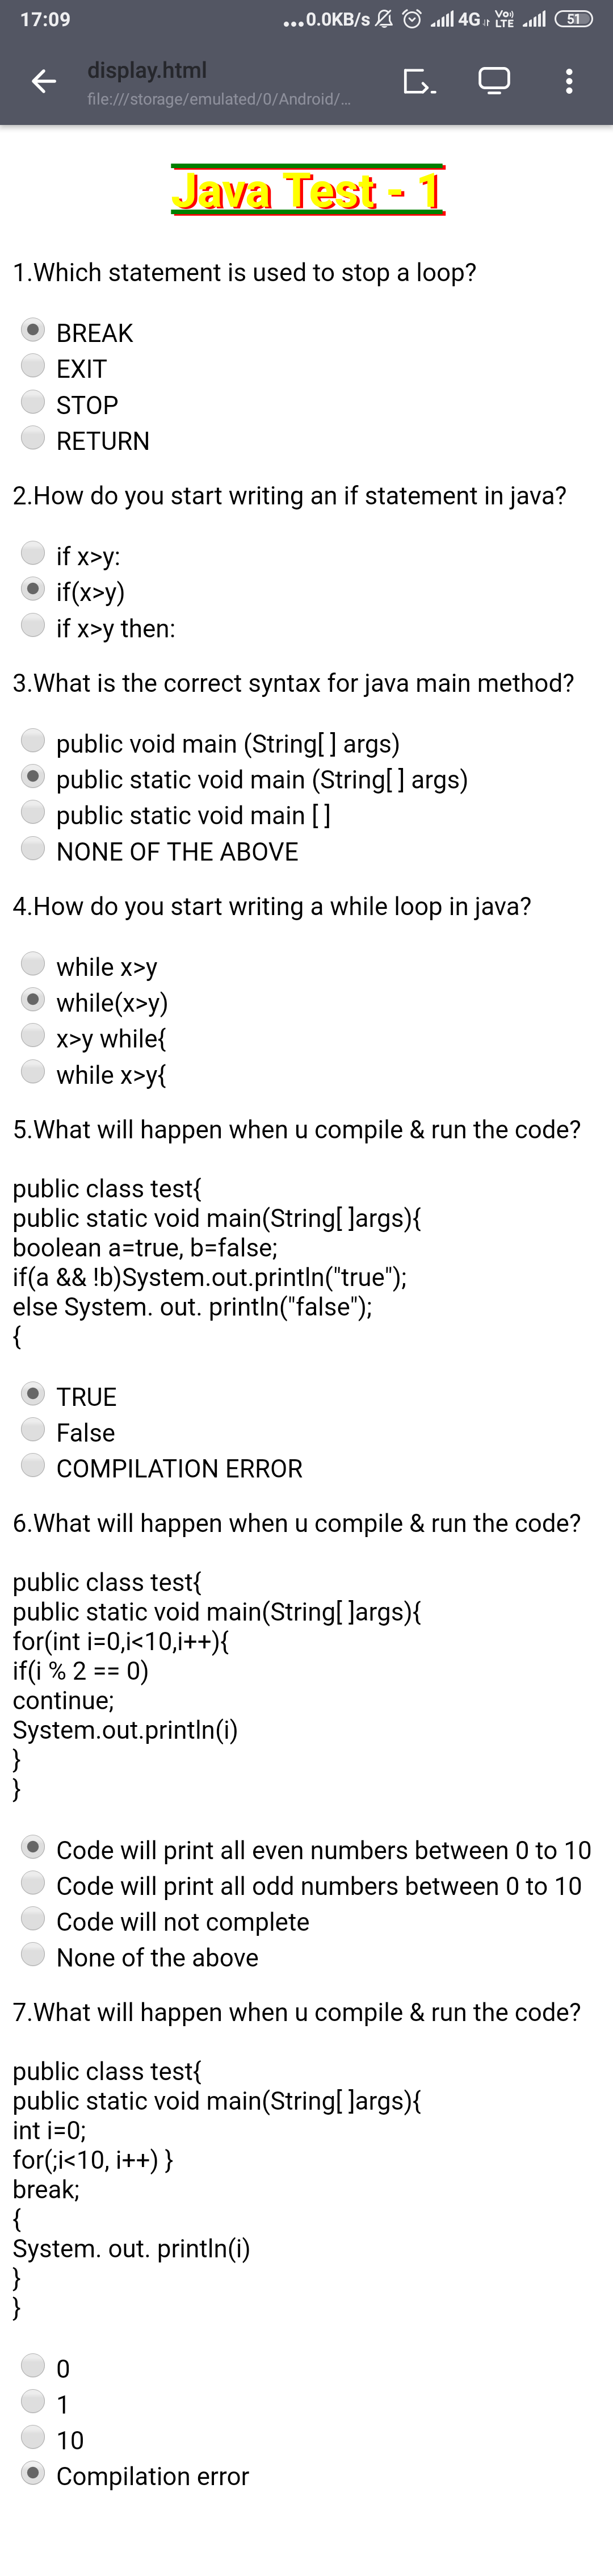 17:09
...0.0KB/s 4G Vo) LTE 51
display.html
file:///storage/emulated/0/Android/...
Java Test - 1
1.Which statement is used to stop a loop?
BREAK
EXIT
STOP
RETURN
2.How do you start writing an if statement in java?
if x>y:
if(x>y)
if x>y then:
3.What is the correct syntax for java main method?
public void main (String[ ] args)
public static void main (String[ ] args)
public static void main [ ]
NONE OF THE ABOVE
4.How do you start writing a while loop in java?
while x>y
while(x>y)
x>y while{
while x>y{
5.What will happen when u compile & run the code?
public class test{
public static void main(String[ ]args){
boolean a=true, b=false;
if(a && !b)System.out.println("true");
else System. out. println("false");
{
TRUE
False
COMPILATION ERROR
6.What will happen when u compile & run the code?
public class test{
public static void main(String[ ]args){
for(int i=0,i<10,i++){
if(i % 2 == 0)
continue;
System.out.println(i)
}
}
Code will print all even numbers between 0 to 10
Code will print all odd numbers between 0 to 10
Code will not complete
None of the above
7.What will happen when u compile & run the code?
public class test{
public static void main(String[ ]args){
int i=0;
for(;i<10, i++) }
break;
{
System. out. println(i)
}
}
0
1
10
Compilation error